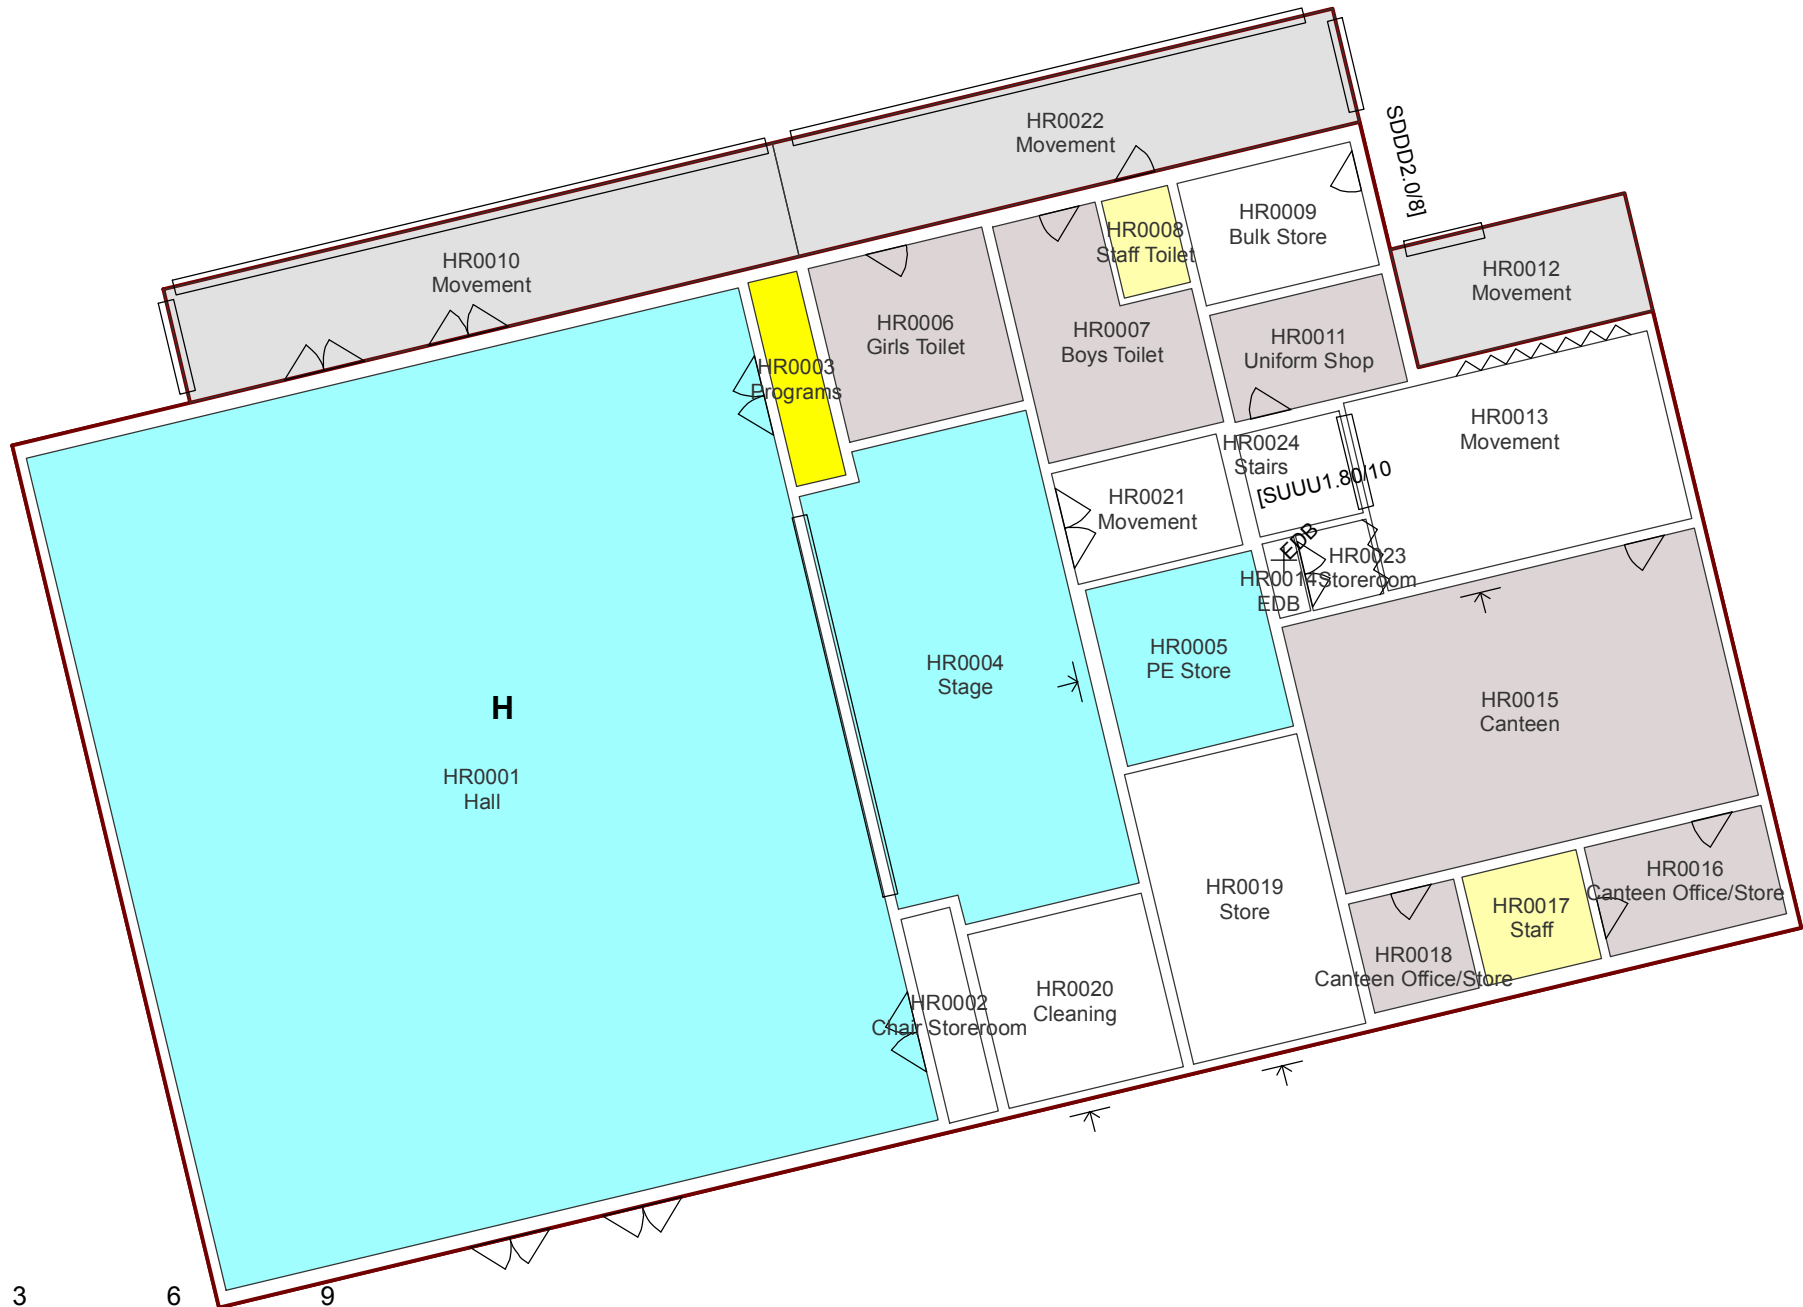 HR0022
Movement
SDDD2.0/8]
HR0009
Bulk Store
HR0008
Staff Toilet
HR0010
Movement
HR0012
Movement
HR0006
Girls Toilet
HR0007
Boys Toilet
HR0011
Uniform Shop
HR0003
Programs
HR0013
Movement
HR0024
Stairs
[SUUU1.80/10
HR0021
Movement
EDB
HR0023
Storeroom
HR0014
EDB
HR0005
PE Store
HR0004
Stage
H
HR0015
Canteen
HR0001
Hall
HR0016
Canteen Office/Store
HR0019
Store
HR0017
Staff
HR0018
Canteen Office/Store
HR0002
Chair Storeroom
HR0020
Cleaning
3 6 9